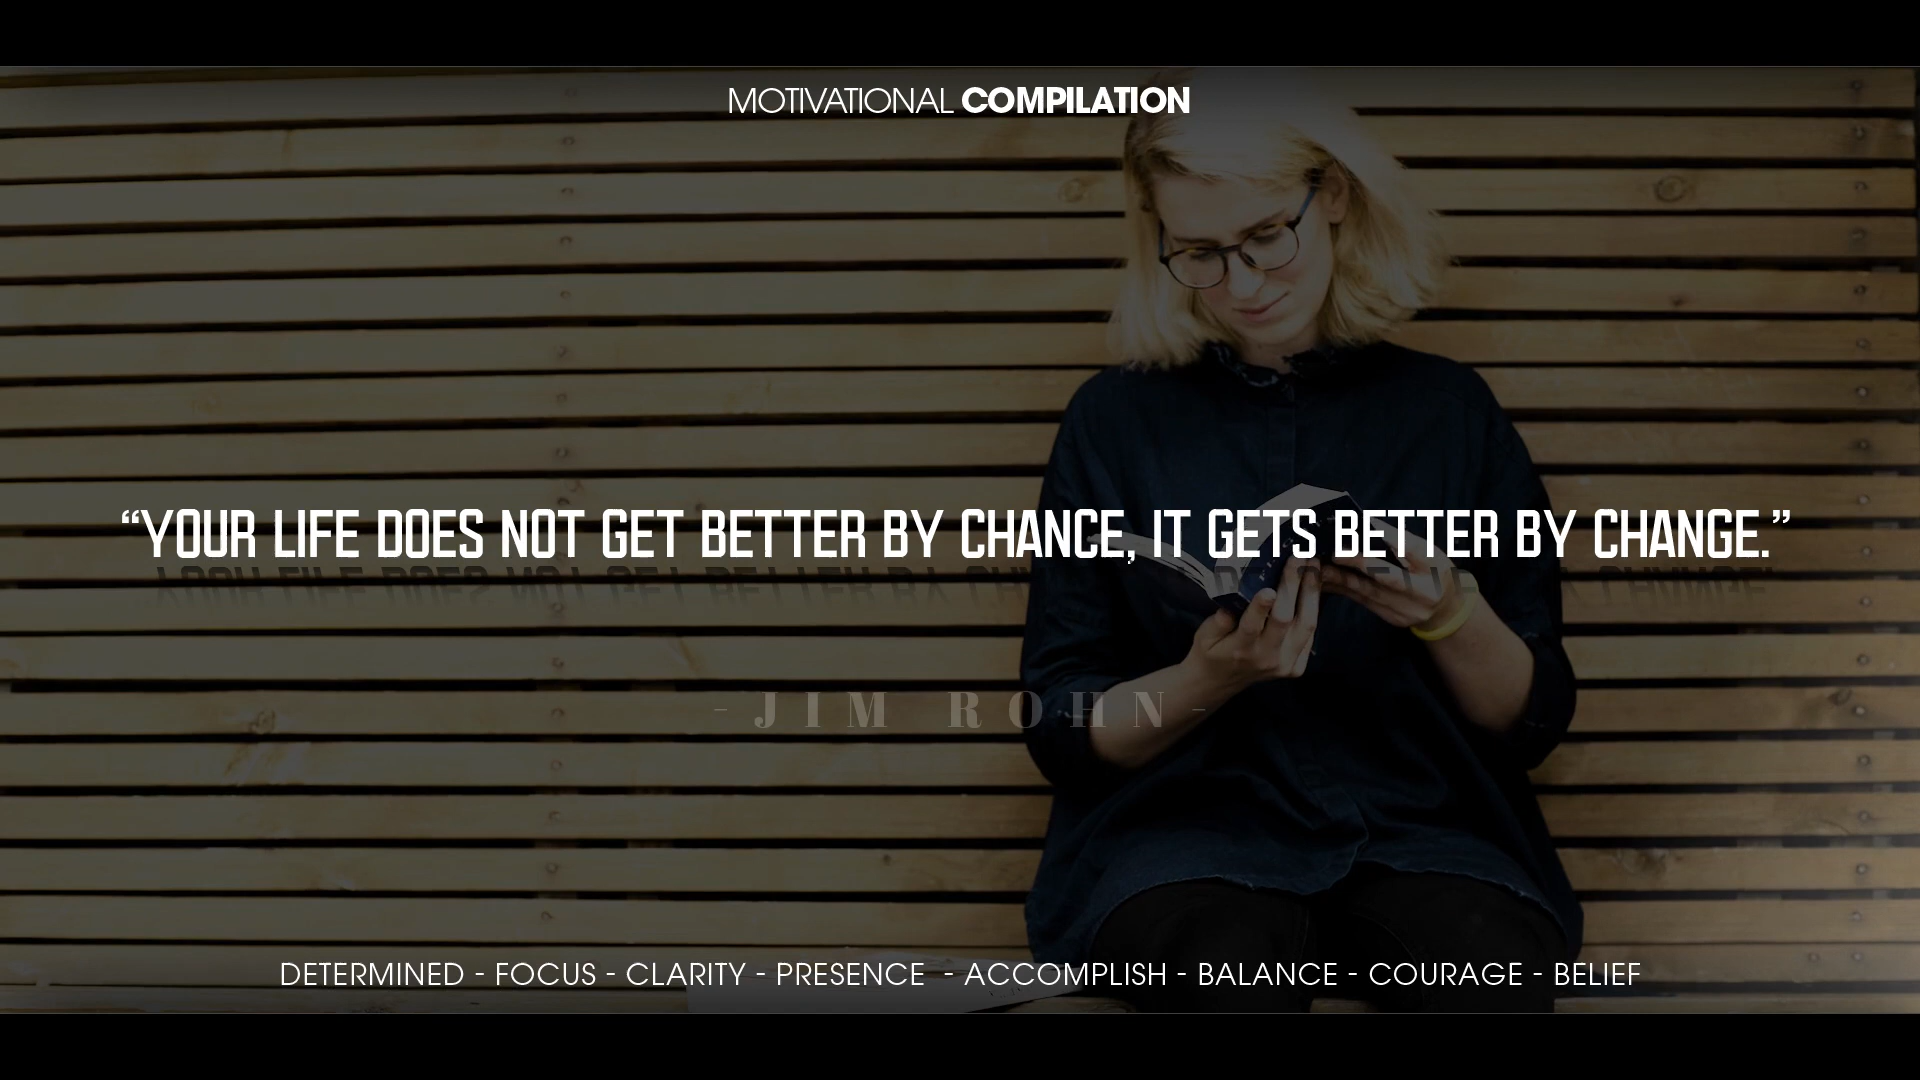 MOTIVATIONAL COMPILATION
“YOUR LIFE DOES NOT GET BETTER BY CHANCE, IT GETS BETTER BY CHANGE.”
- JIM ROHN -
DETERMINED - FOCUS - CLARITY - PRESENCE - ACCOMPLISH - BALANCE - COURAGE - BELIEF